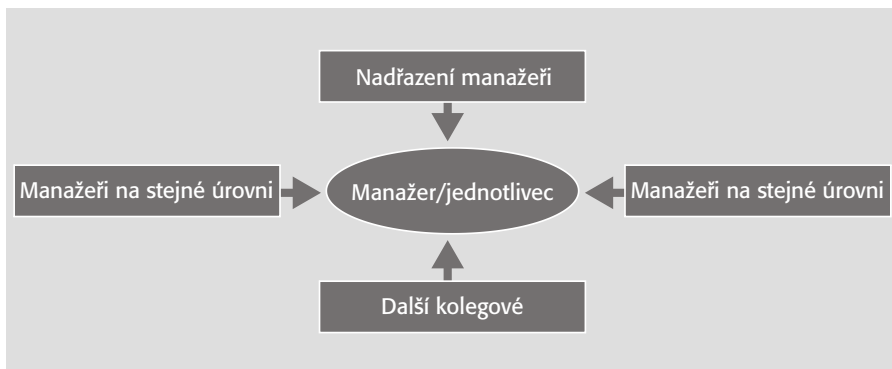 Nadřazení manažeři
Manažeři na stejné úrovni
Manažer/jednotlivec
Manažeři na stejné úrovni
Další kolegové